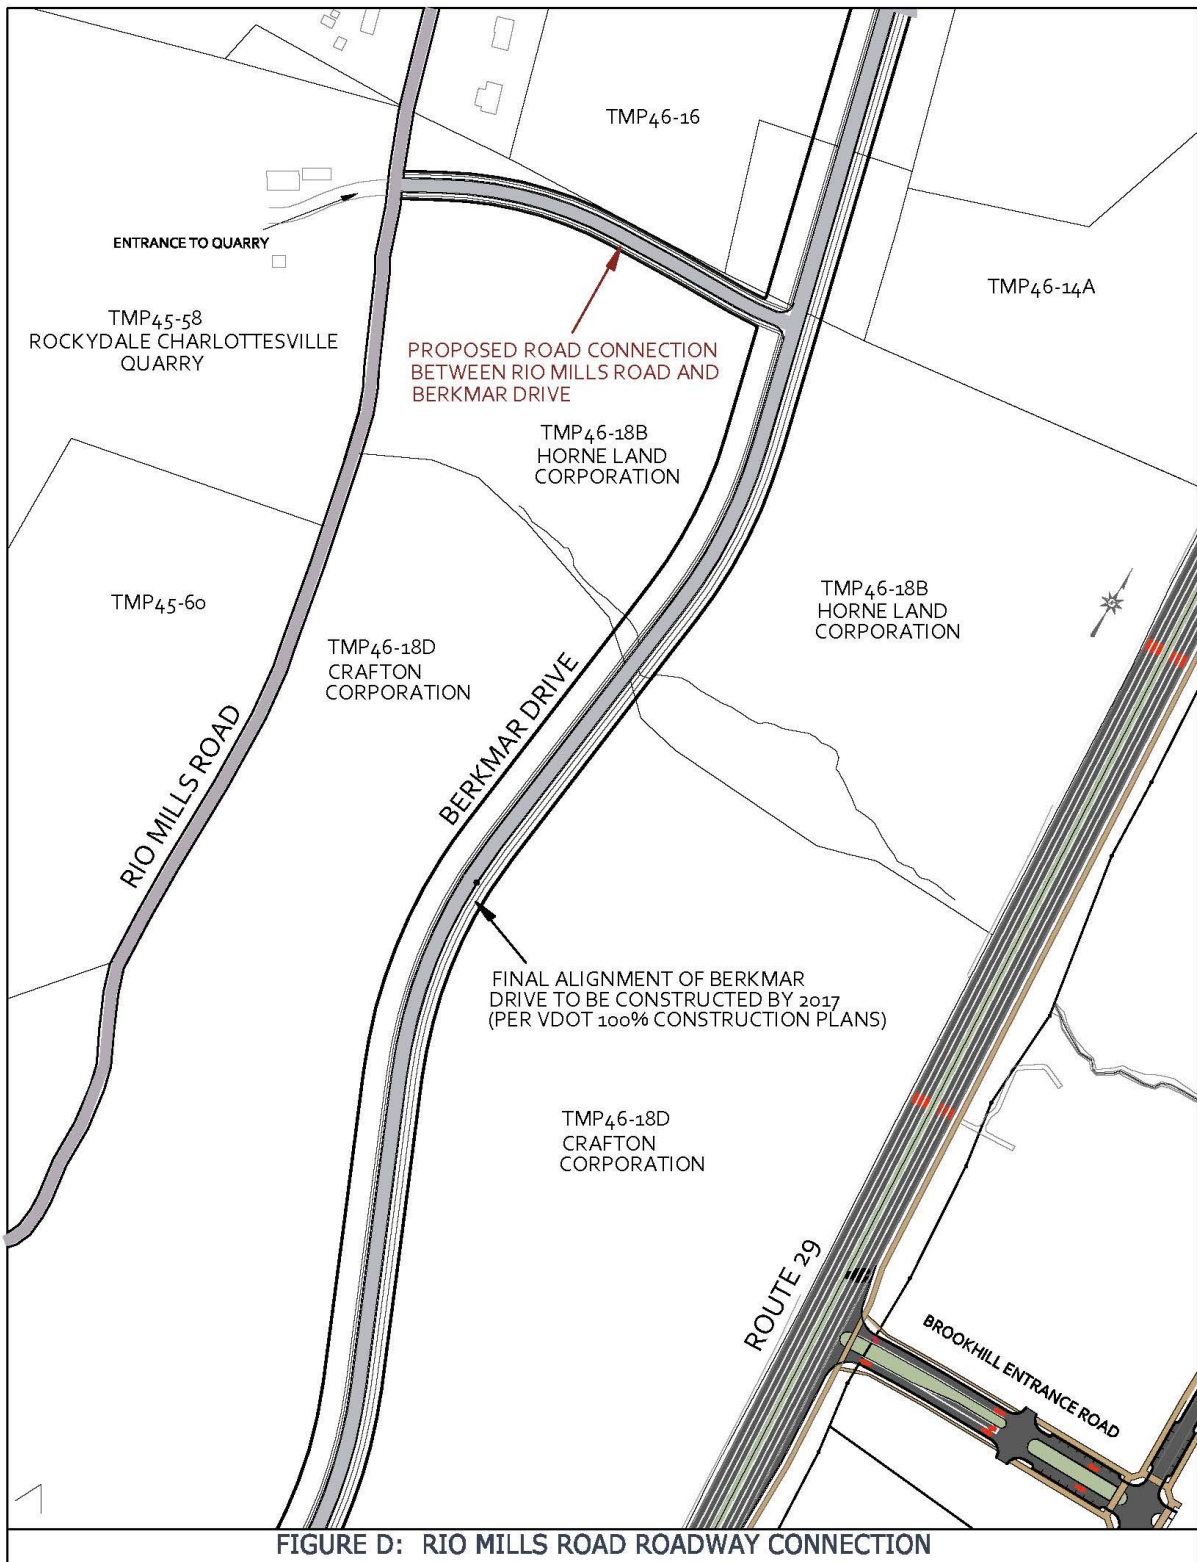 TMP46-16
ENTRANCE TO QUARRY
TMP46-14A
TMP45-58
ROCKYDALE CHARLOTTESVILLE
QUARRY
PROPOSED ROAD CONNECTION
BETWEEN RIO MILLS ROAD AND
BERKMAR DRIVE
TMP46-18B
HORNE LAND
CORPORATION
TMP45-60
TMP46-18B
HORNE LAND
CORPORATION
TMP46-18D
CRAFTON
CORPORATION
BERKMAR DRIVE
RIO MILLS ROAD
FINAL ALIGNMENT OF BERKMAR
DRIVE TO BE CONSTRUCTED BY 2017
(PER VDOT 100% CONSTRUCTION PLANS)
TMP46-18D
CRAFTON
CORPORATION
ROUTE 29
BROOKHILL ENTRANCE ROAD
FIGURE D: RIO MILLS ROAD ROADWAY CONNECTION